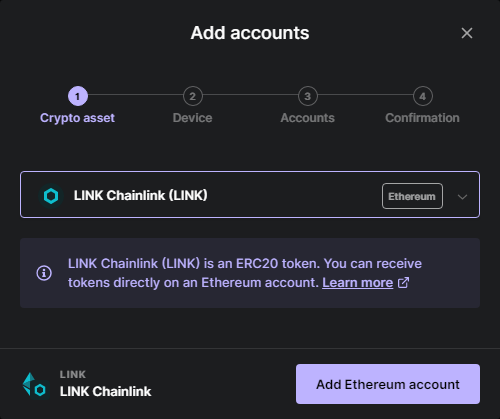 Add accounts
1 2 3 4
Crypto asset Device Accounts Confirmation
LINK Chainlink (LINK) Ethereum
LINK Chainlink (LINK) is an ERC20 token. You can receive
tokens directly on an Ethereum account. Learn more
LINK
LINK Chainlink
Add Ethereum account